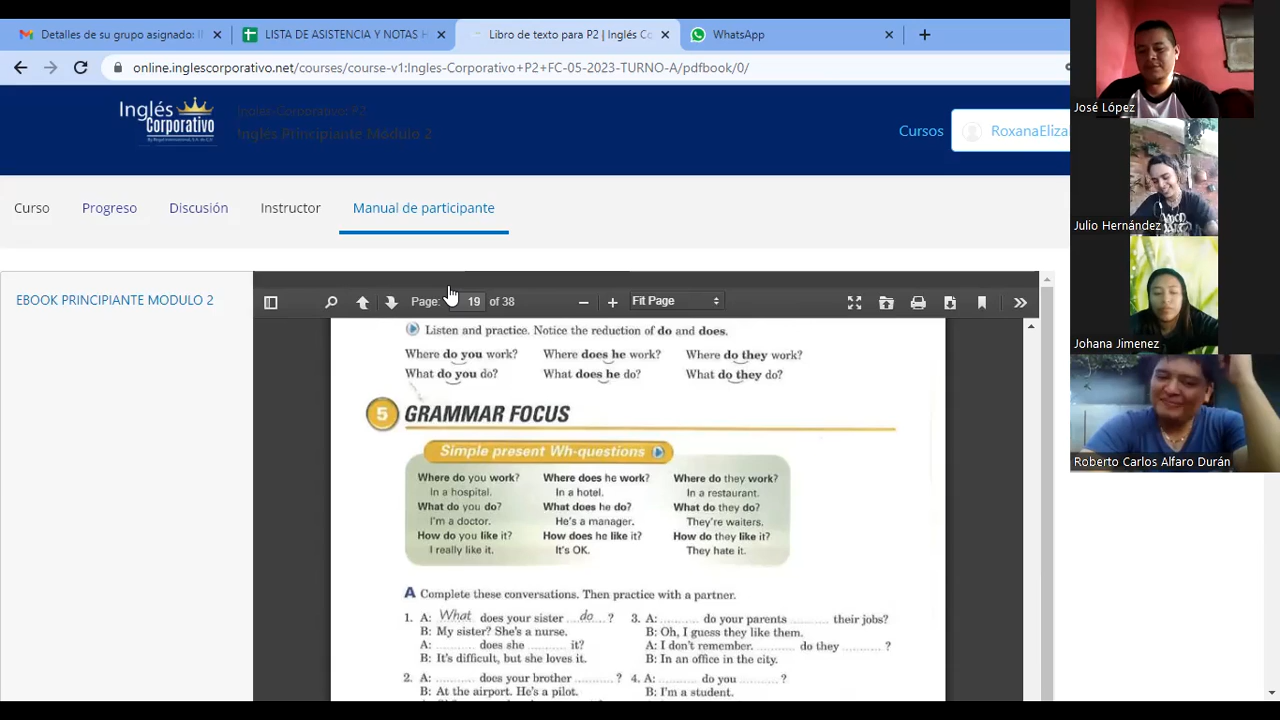 Detalles de su grupo asignado: I
LISTA DE ASISTENCIA Y NOTAS
Libro de texto para P2 | Inglés Co
WhatsApp
online.inglescorporativo.net/courses/course-v1:Ingles-Corporativo+P2+FC-05-2023-TURNO-A/pdfbook/0/
Inglés
Corporativo
Inglés Corporativo P2
Inglés Principiante Módulo 2
Cursos
RoxanaEliza
Curso
Progreso
Discusión
Instructor
Manual de participante
EBOOK PRINCIPIANTE MODULO 2
Page: 19 of 38
Fit Page
Listen and practice. Notice the reduction of do and does.
Where do you work? Where does he work? Where do they work?
What do you do? What does he do? What do they do?
5 GRAMMAR FOCUS
Simple present Wh-questions
Where do you work? Where does he work? Where do they work?
In a hospital. In a hotel. In a restaurant.
What do you do? What does he do? What do they do?
I'm a doctor. He's a manager. They're waiters.
How do you like it? How does he like it? How do they like it?
I really like it. It's OK. They hate it.
A Complete these conversations. Then practice with a partner.
1. A: What does your sister do ?
B: My sister? She's a nurse.
A: ......... does she ......... it?
B: It's difficult, but she loves it.
2. A: ......... does your brother ......... ?
B: At the airport. He's a pilot.
3. A: ......... do your parents ......... their jobs?
B: Oh, I guess they like them.
A: I don't remember. ......... do they ......... ?
B: In an office in the city.
4. A: ......... do you ......... ?
B: I'm a student.
José López
Julio Hernández
Johana Jimenez
Roberto Carlos Alfaro Durán